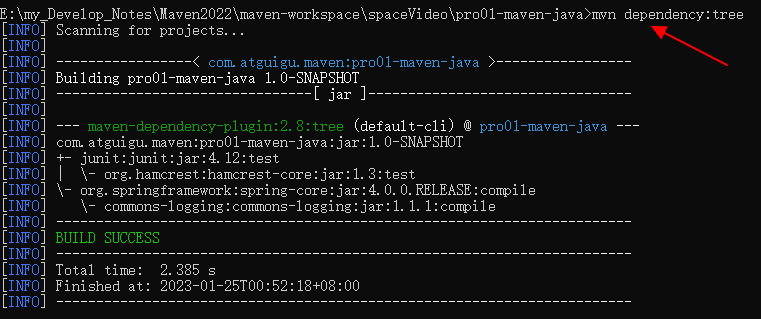 E:\my_Develop_Notes\Maven2022\maven-workspace\spaceVideo\pro01-maven-java>mvn dependency:tree
[INFO] Scanning for projects...
[INFO]
[INFO] -----------------< com.atguigu.maven:pro01-maven-java >-----------------
[INFO] Building pro01-maven-java 1.0-SNAPSHOT
[INFO] --------------------------------[ jar ]---------------------------------
[INFO]
[INFO] --- maven-dependency-plugin:2.8:tree (default-cli) @ pro01-maven-java ---
[INFO] com.atguigu.maven:pro01-maven-java:jar:1.0-SNAPSHOT
[INFO] +- junit:junit:jar:4.12:test
[INFO] |  \- org.hamcrest:hamcrest-core:jar:1.3:test
[INFO] \- org.springframework:spring-core:jar:4.0.0.RELEASE:compile
[INFO]    \- commons-logging:commons-logging:jar:1.1.1:compile
[INFO] ------------------------------------------------------------------------
[INFO] BUILD SUCCESS
[INFO] ------------------------------------------------------------------------
[INFO] Total time:  2.385 s
[INFO] Finished at: 2023-01-25T00:52:18+08:00
[INFO] ------------------------------------------------------------------------